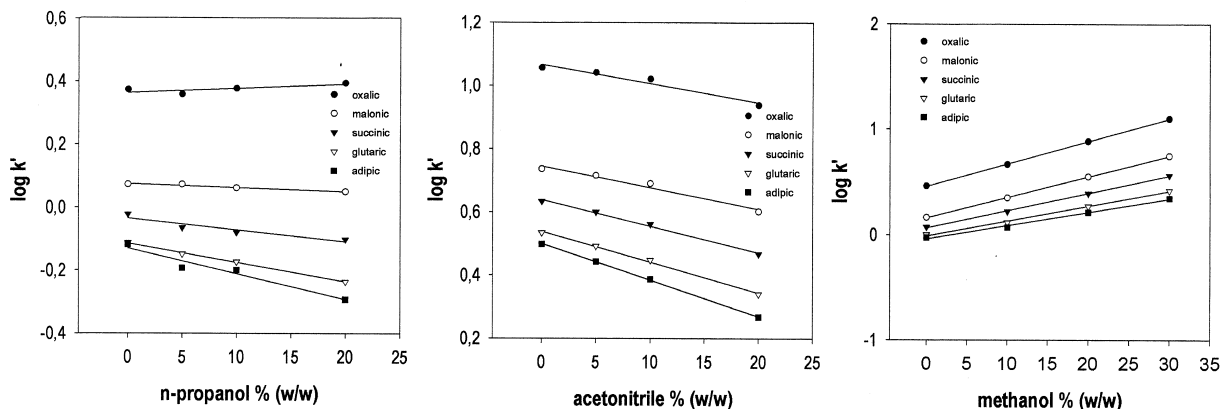 0,6
0,4
0,2
0,0
-0,2
-0,4
log k'
oxalic
malonic
succinic
glutaric
adipic
0 5 10 15 20 25
n-propanol % (w/w)
1,2
1,0
0,8
0,6
0,4
0,2
log k'
oxalic
malonic
succinic
glutaric
adipic
0 5 10 15 20 25
acetonitrile % (w/w)
2
1
0
-1
log k'
oxalic
malonic
succinic
glutaric
adipic
0 5 10 15 20 25 30 35
methanol % (w/w)